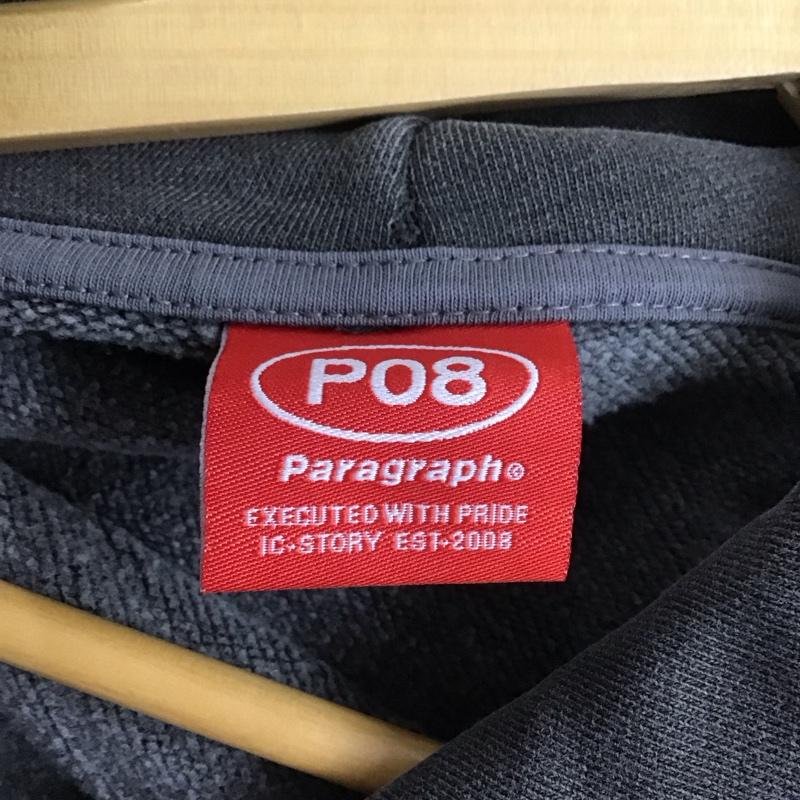 P08
Paragraph®
EXECUTED WITH PRIDE
IC+STORY EST+2008